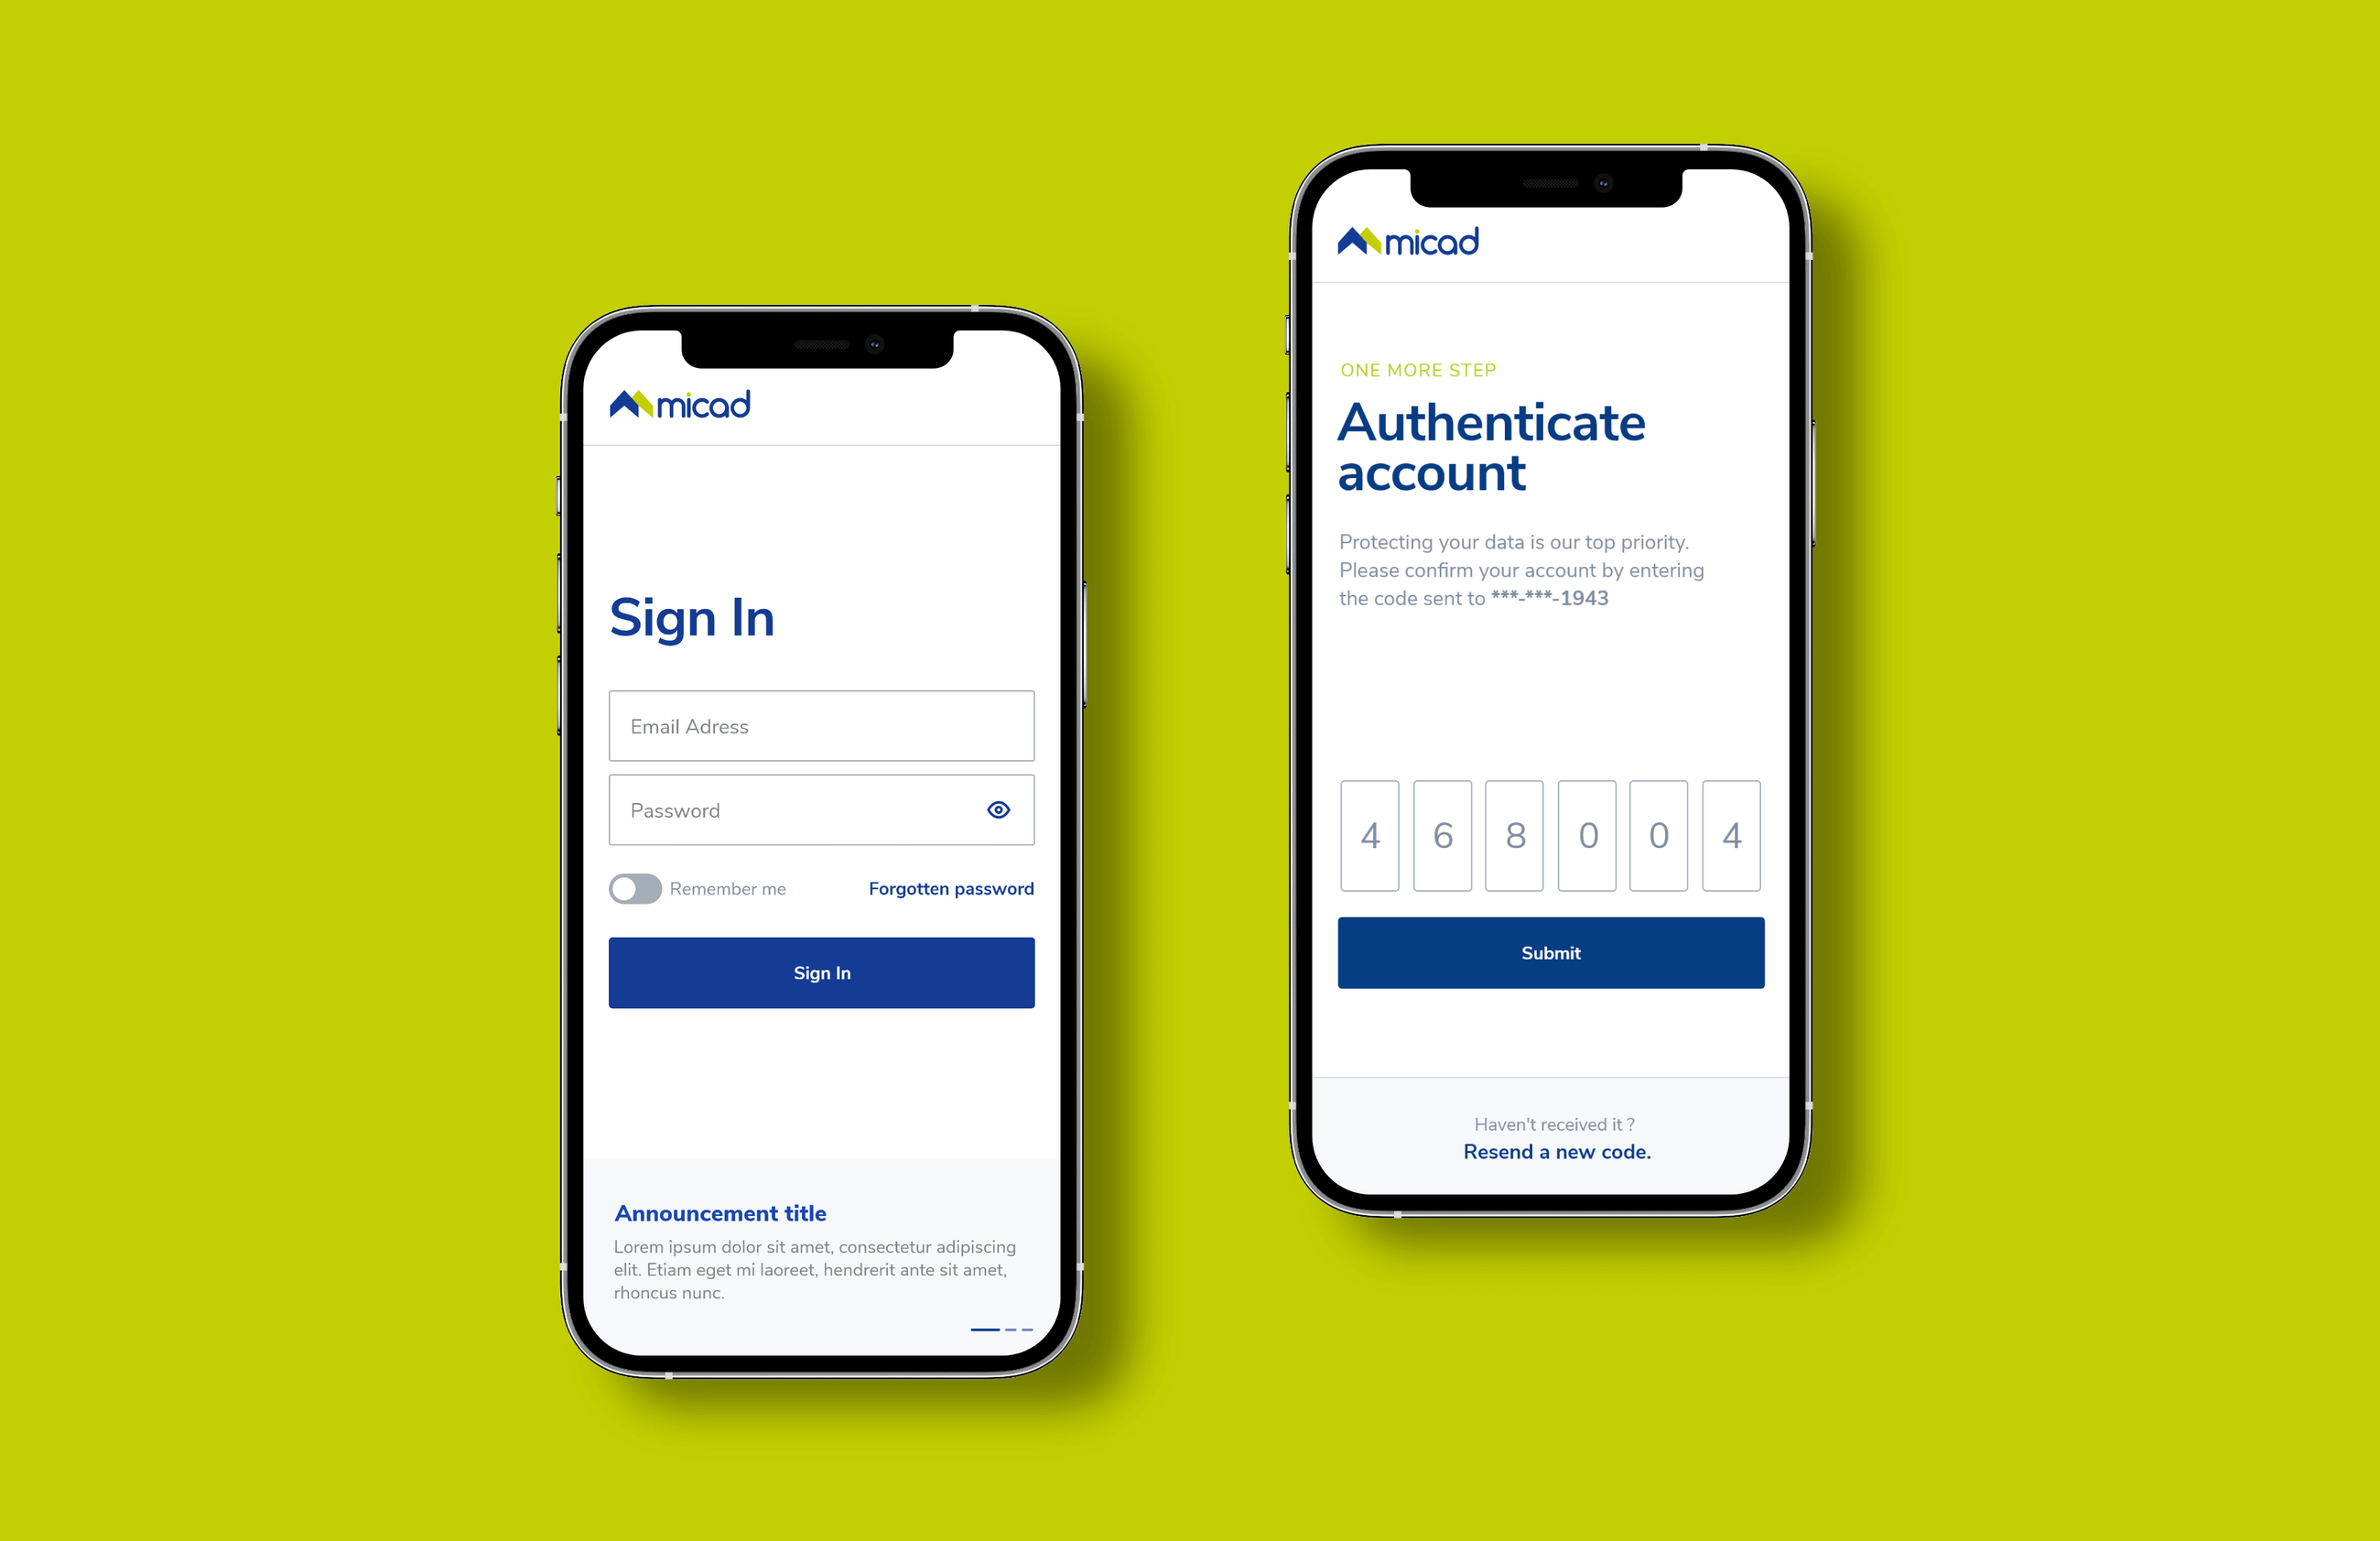 micad
Sign In
Email Adress
Password
Remember me
Forgotten password
Sign In
Announcement title
Lorem ipsum dolor sit amet, consectetur adipiscing
elit. Etiam eget mi laoreet, hendrerit ante sit amet,
rhoncus nunc.
micad
ONE MORE STEP
Authenticate
account
Protecting your data is our top priority.
Please confirm your account by entering
the code sent to ***-***-1943
4 6 8 0 0 4
Submit
Haven't received it ?
Resend a new code.